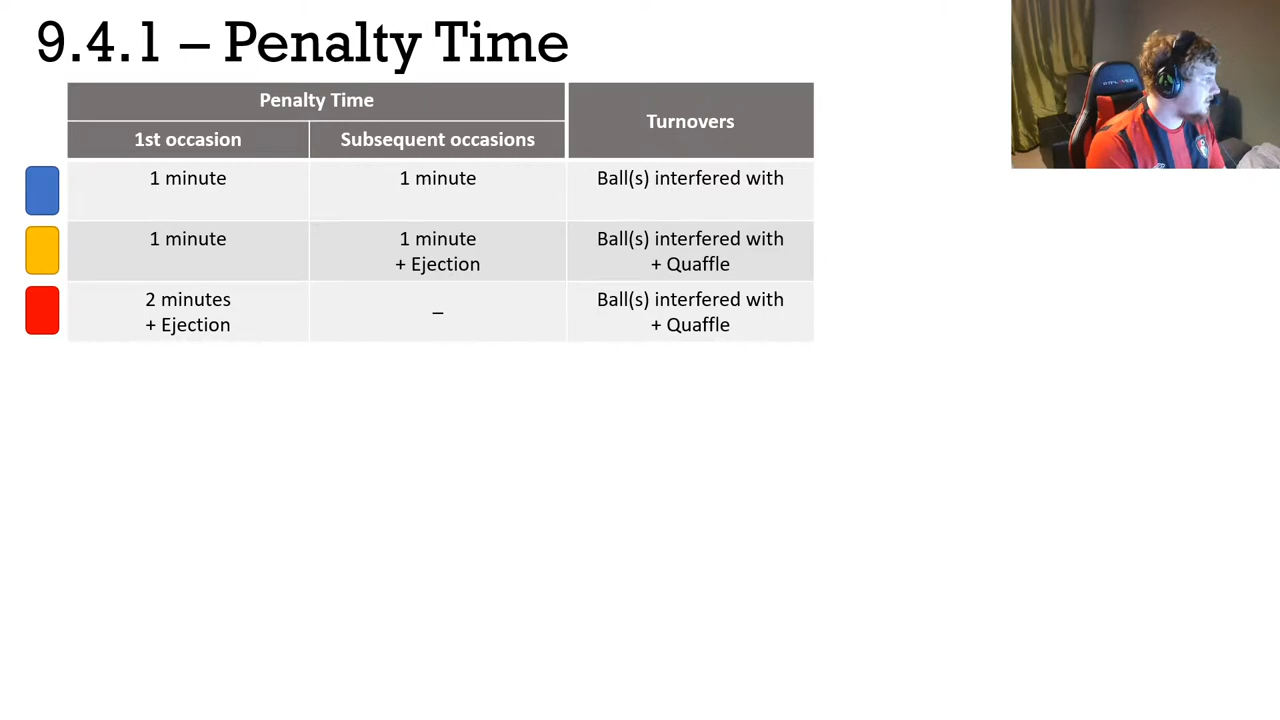 9.4.1 – Penalty Time
Penalty Time
Turnovers
1st occasion
Subsequent occasions
1 minute
1 minute
Ball(s) interfered with
1 minute
1 minute
+ Ejection
Ball(s) interfered with
+ Quaffle
2 minutes
+ Ejection
–
Ball(s) interfered with
+ Quaffle